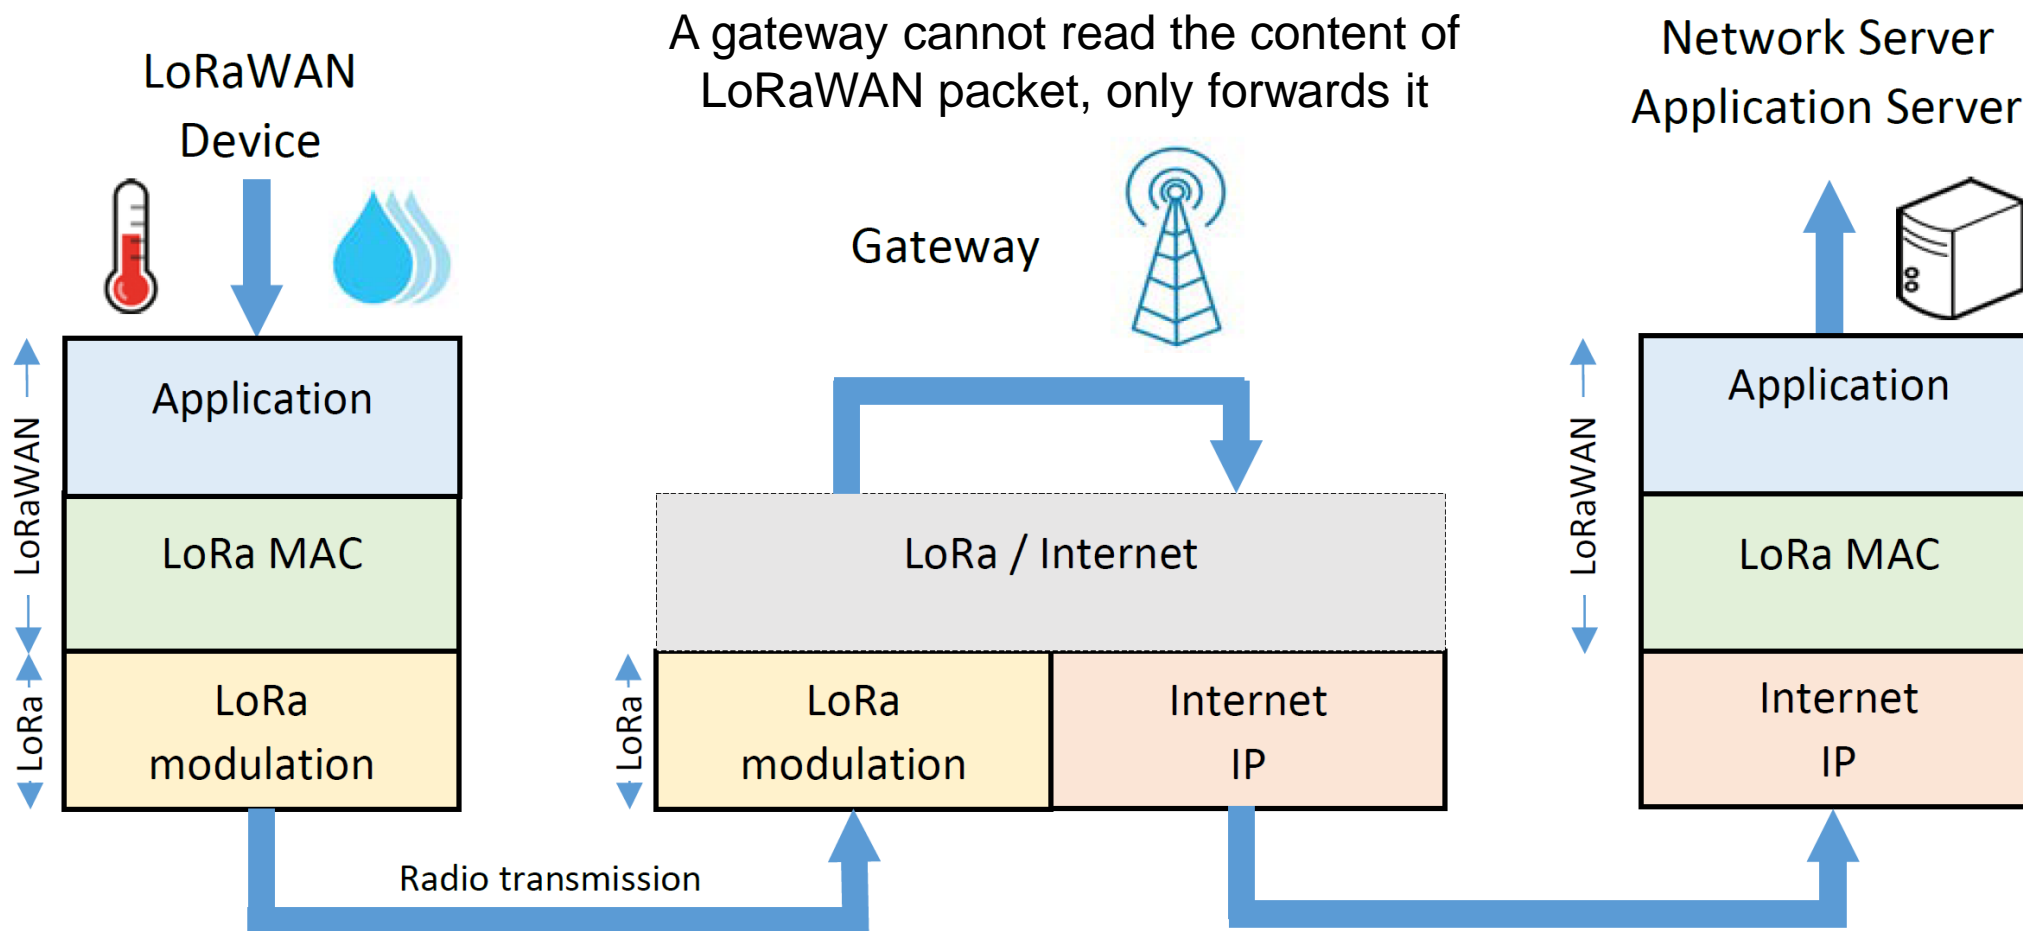 A gateway cannot read the content of
LoRaWAN packet, only forwards it
LoRaWAN
Device
Gateway
Network Server
Application Server
LoRaWAN
LoRa
Application
LoRa MAC
LoRa
modulation
Radio transmission
LoRa / Internet
LoRa
LoRa
modulation
Internet
IP
LoRaWAN
Application
LoRa MAC
Internet
IP